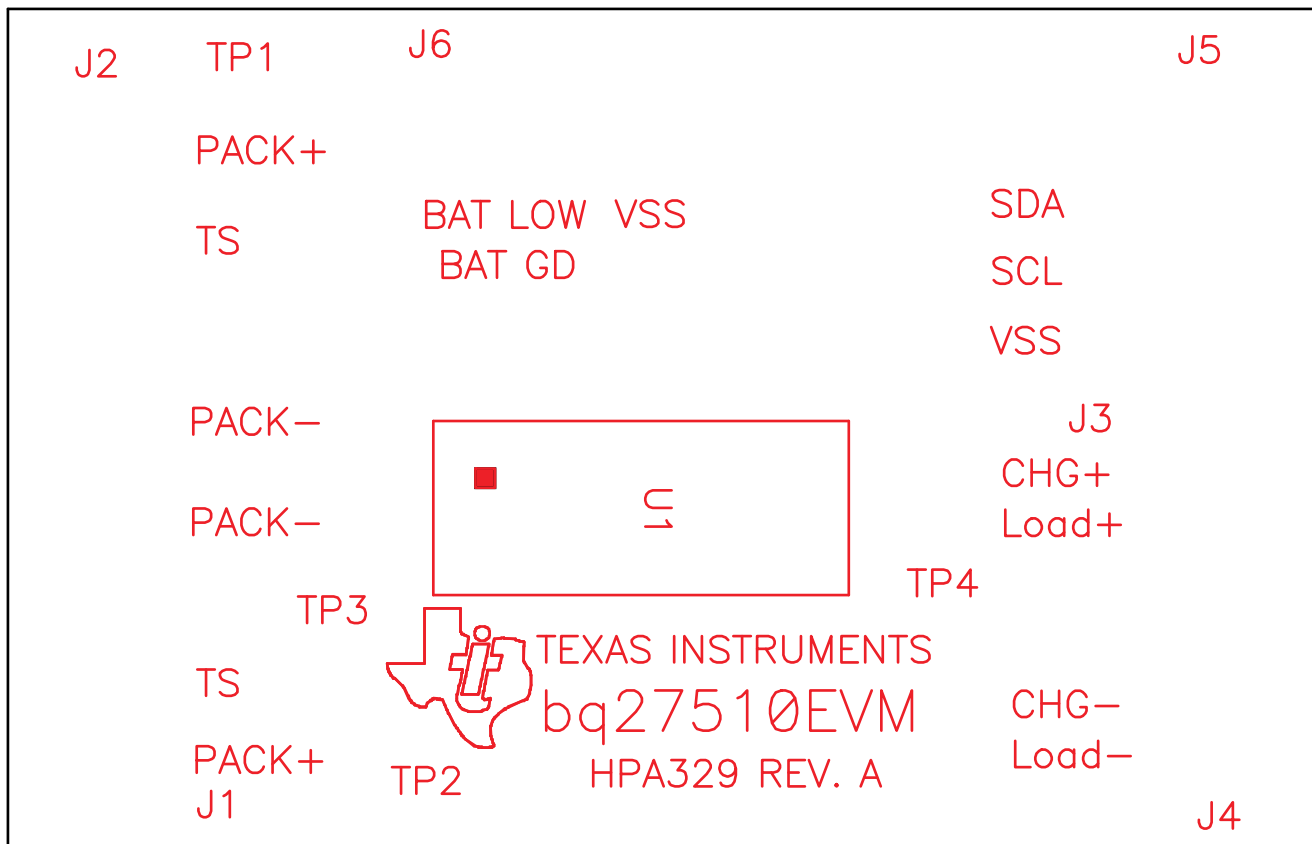 J2
TP1
J6
J5
PACK+
BAT LOW VSS
SDA
TS
BAT GD
SCL
VSS
PACK-
J3
CHG+
PACK-
U1
Load+
TP4
TP3
TEXAS INSTRUMENTS
TS
bq27510EVM
CHG-
PACK+
HPA329 REV. A
Load-
TP2
J1
J4